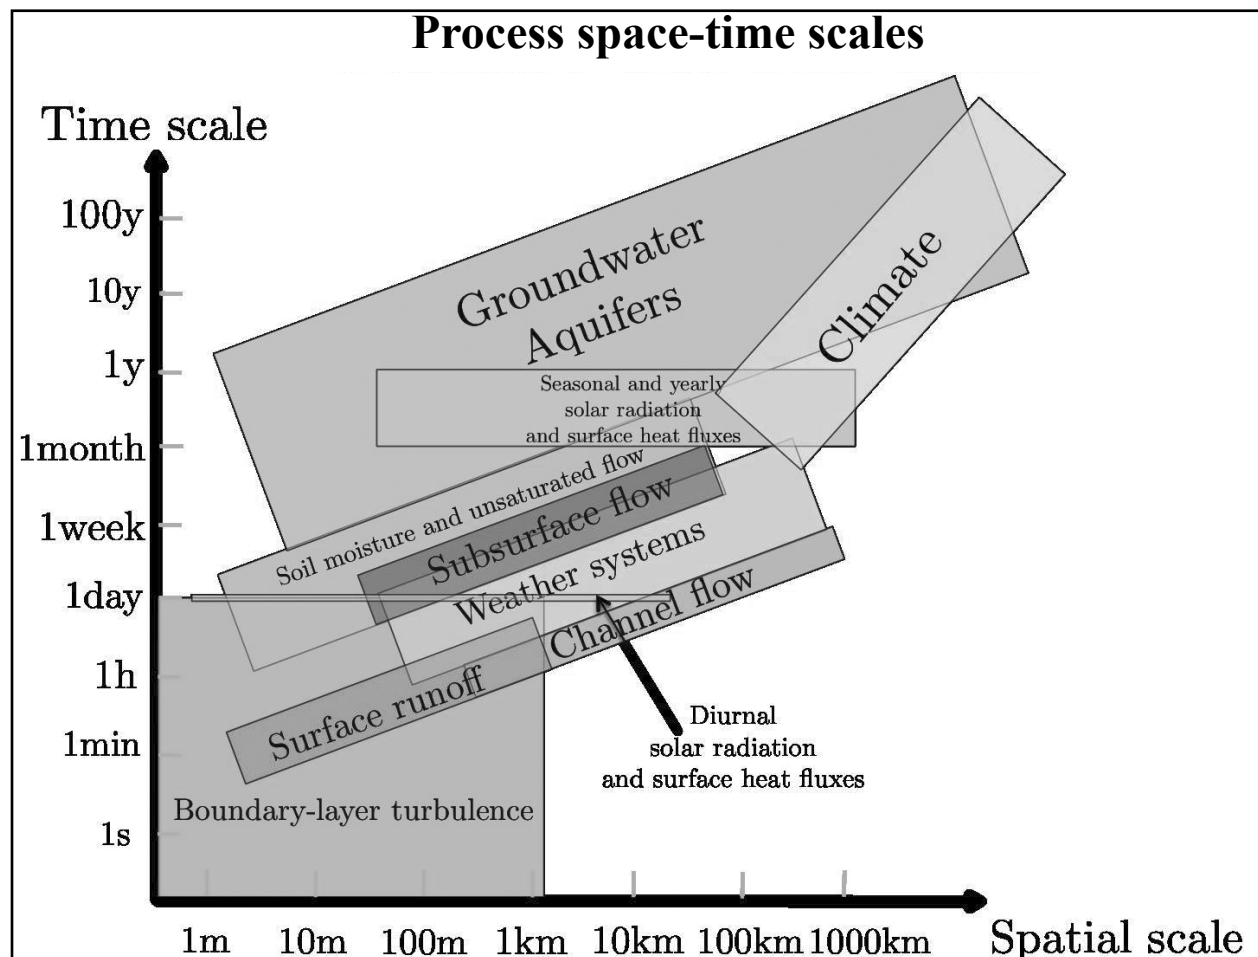 Process space-time scales
Time scale
100y
10y
1y
1month
1week
1day
1h
1min
1s
Groundwater
Aquifers
Climate
Seasonal and yearly
solar radiation
and surface heat fluxes
Soil moisture and unsaturated flow
Subsurface flow
Weather systems
Channel flow
Surface runoff
Diurnal
solar radiation
and surface heat fluxes
Boundary-layer turbulence
1m 10m 100m 1km 10km 100km 1000km
Spatial scale